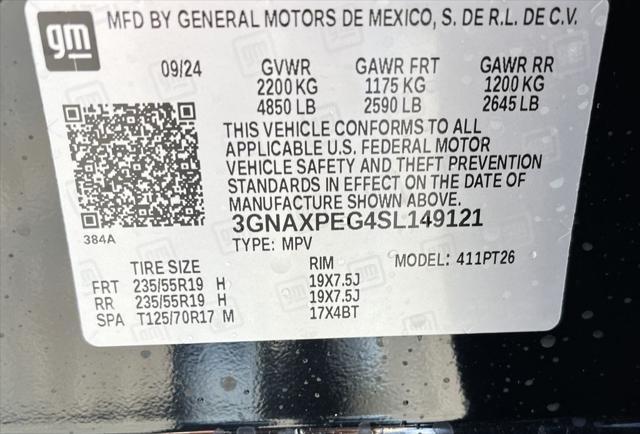 gm
MFD BY GENERAL MOTORS DE MEXICO, S. DE R.L. DE C.V.
09/24 GVWR GAWR FRT GAWR RR
2200 KG 1175 KG 1200 KG
4850 LB 2590 LB 2645 LB
THIS VEHICLE CONFORMS TO ALL
APPLICABLE U.S. FEDERAL MOTOR
VEHICLE SAFETY AND THEFT PREVENTION
STANDARDS IN EFFECT ON THE DATE OF
MANUFACTURE SHOWN ABOVE.
3GNAXPEG4SL149121
384A
TYPE: MPV MODEL: 411PT26
TIRE SIZE RIM
FRT 235/55R19 H 19X7.5J
RR 235/55R19 H 19X7.5J
SPA T125/70R17 M 17X4BT